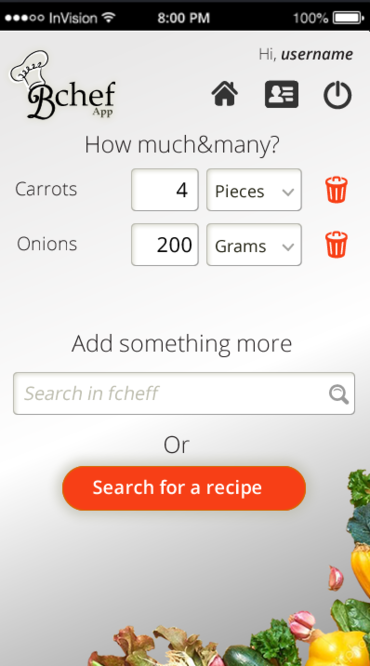 InVision 8:00 PM 100%
Hi, username
Bchef
App
How much&many?
Carrots 4 Pieces
Onions 200 Grams
Add something more
Search in fcheff
Or
Search for a recipe